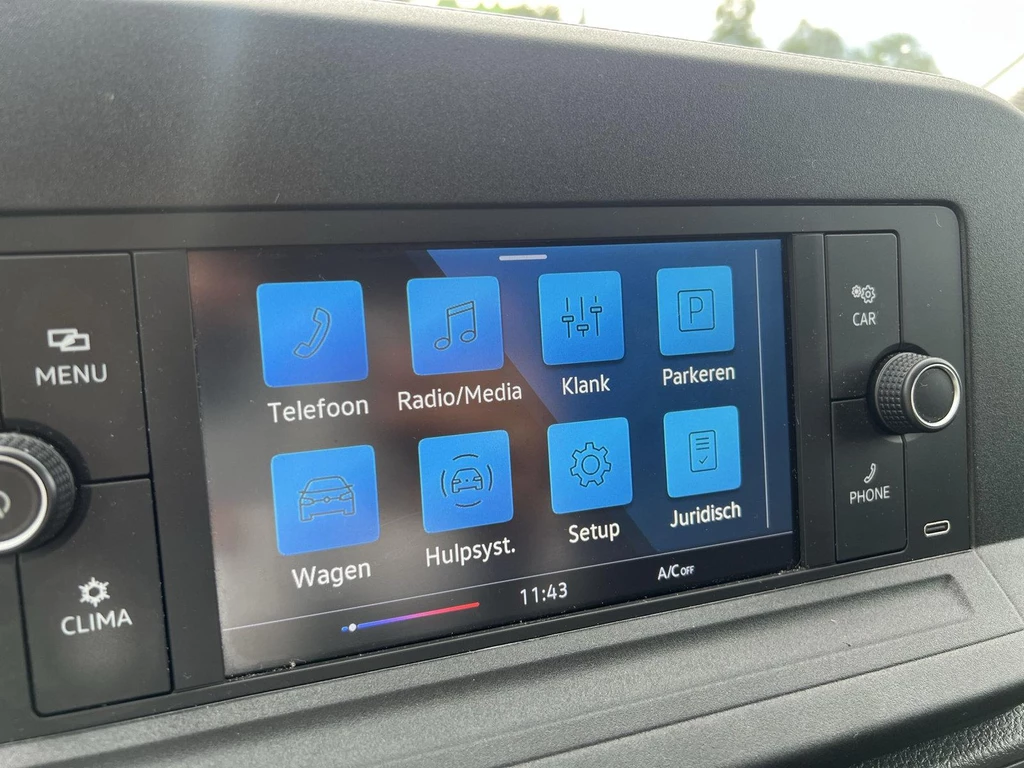 MENU
CLIMA
Telefoon
Radio/Media
Klank
Parkeren
P
Wagen
Hulpsyst.
Setup
Juridisch
11:43
A/C OFF
CAR
PHONE